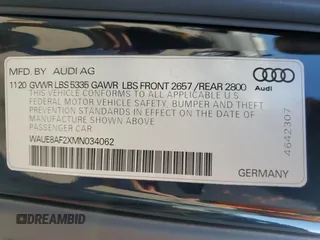 MFD. BY AUDI AG
1120 GVWR LBS 5335 GAWR LBS FRONT 2657 /REAR 2800
THIS VEHICLE CONFORMS TO ALL APPLICABLE
FEDERAL MOTOR VEHICLE SAFETY, BUMPER AND THEFT
PREVENTION STANDARDS IN EFFECT ON THE DATE OF
MANUFACTURE SHOWN ABOVE.
WAUE8AF2XMN034062
PASSENGER CAR
GERMANY
Audi
4642307
DREAMBID